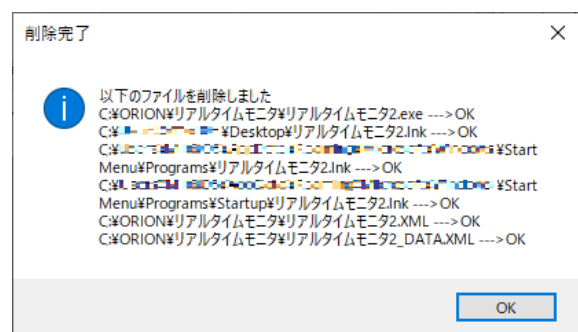 削除完了
以下のファイルを削除しました
C:¥ORION¥リアルタイムモニタ¥リアルタイムモニタ2.exe --->OK
C:¥ ¥Desktop¥リアルタイムモニタ2.lnk --->OK
C:¥ ¥Start
Menu¥Programs¥リアルタイムモニタ2.lnk --->OK
C:¥ ¥Start
Menu¥Programs¥Startup¥リアルタイムモニタ2.lnk --->OK
C:¥ORION¥リアルタイムモニタ¥リアルタイムモニタ2.XML --->OK
C:¥ORION¥リアルタイムモニタ¥リアルタイムモニタ2_DATA.XML --->OK
OK